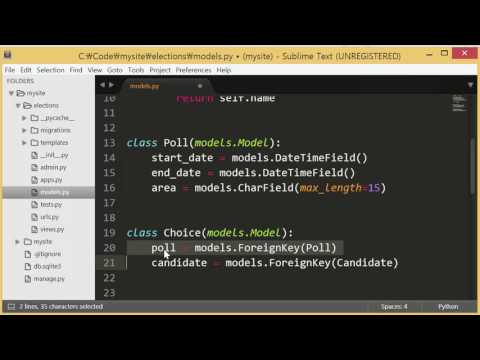 C:₩Code₩mysite₩elections₩models.py • (mysite) - Sublime Text (UNREGISTERED)
File Edit Selection Find View Goto Tools Project Preferences Help
FOLDERS
mysite
elections
__pycache__
migrations
templates
__init__.py
admin.py
apps.py
models.py
tests.py
urls.py
views.py
mysite
.gitignore
db.sqlite3
manage.py
models.py
10 return self.name
11
12
13 class Poll(models.Model):
14 start_date = models.DateTimeField()
15 end_date = models.DateTimeField()
16 area = models.CharField(max_length=15)
17
18
19 class Choice(models.Model):
20 poll = models.ForeignKey(Poll)
21 candidate = models.ForeignKey(Candidate)
22
2 lines, 35 characters selected
Spaces: 4
Python